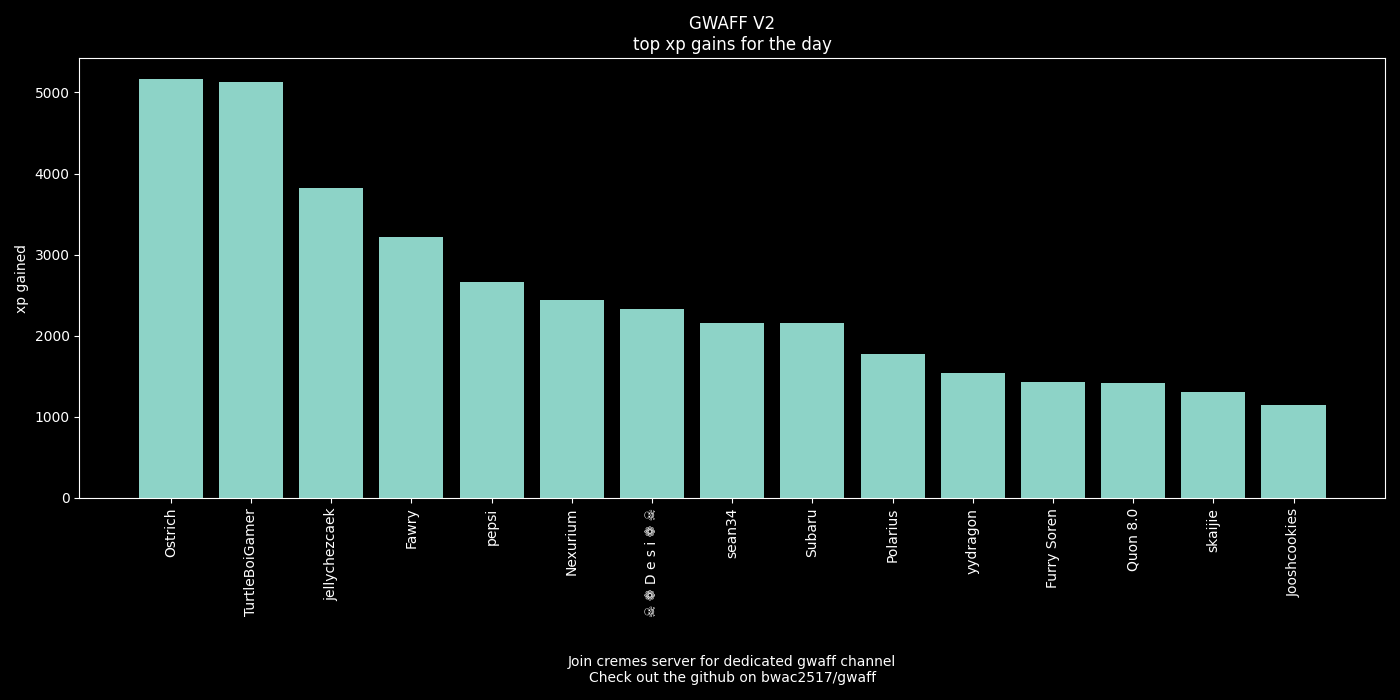 GWAFF V2
top xp gains for the day
xp gained
5000
4000
3000
2000
1000
0
Ostrich
TurtleBoiGamer
jellychezcaek
Fawry
pepsi
Nexurium
☠ ❁ D e s i ❁ ☠
sean34
Subaru
Polarius
yydragon
Furry Soren
Quon 8.0
skaijie
Jooshcookies
Join cremes server for dedicated gwaff channel
Check out the github on bwac2517/gwaff